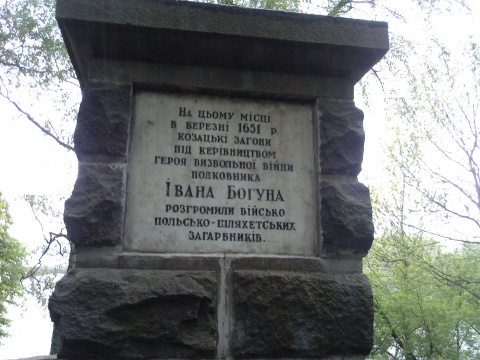 На цьому місці
в березні 1651 р.
козацькі загони
під керівництвом
героя визвольної війни
полковника
Івана Богуна
розгромили військо
польсько-шляхетських
загарбників.